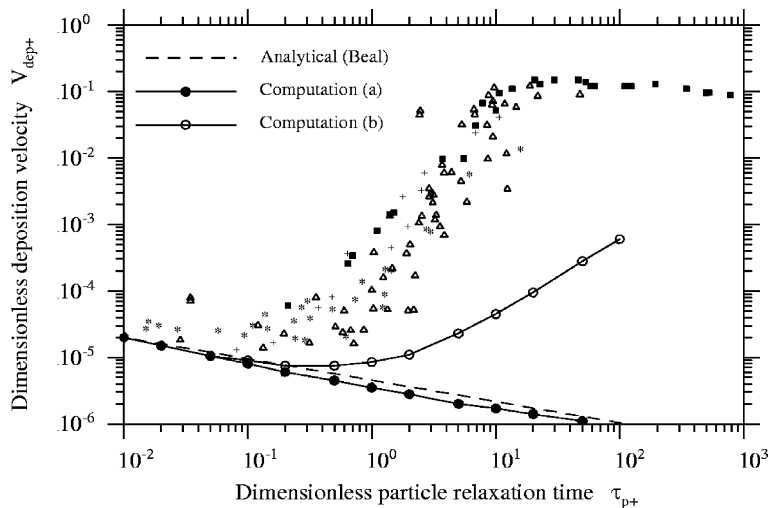 10^0
10^-1
10^-2
10^-3
10^-4
10^-5
10^-6
Dimensionless deposition velocity V_dep+
Analytical (Beal)
Computation (a)
Computation (b)
10^-2 10^-1 10^0 10^1 10^2 10^3
Dimensionless particle relaxation time τ_p+